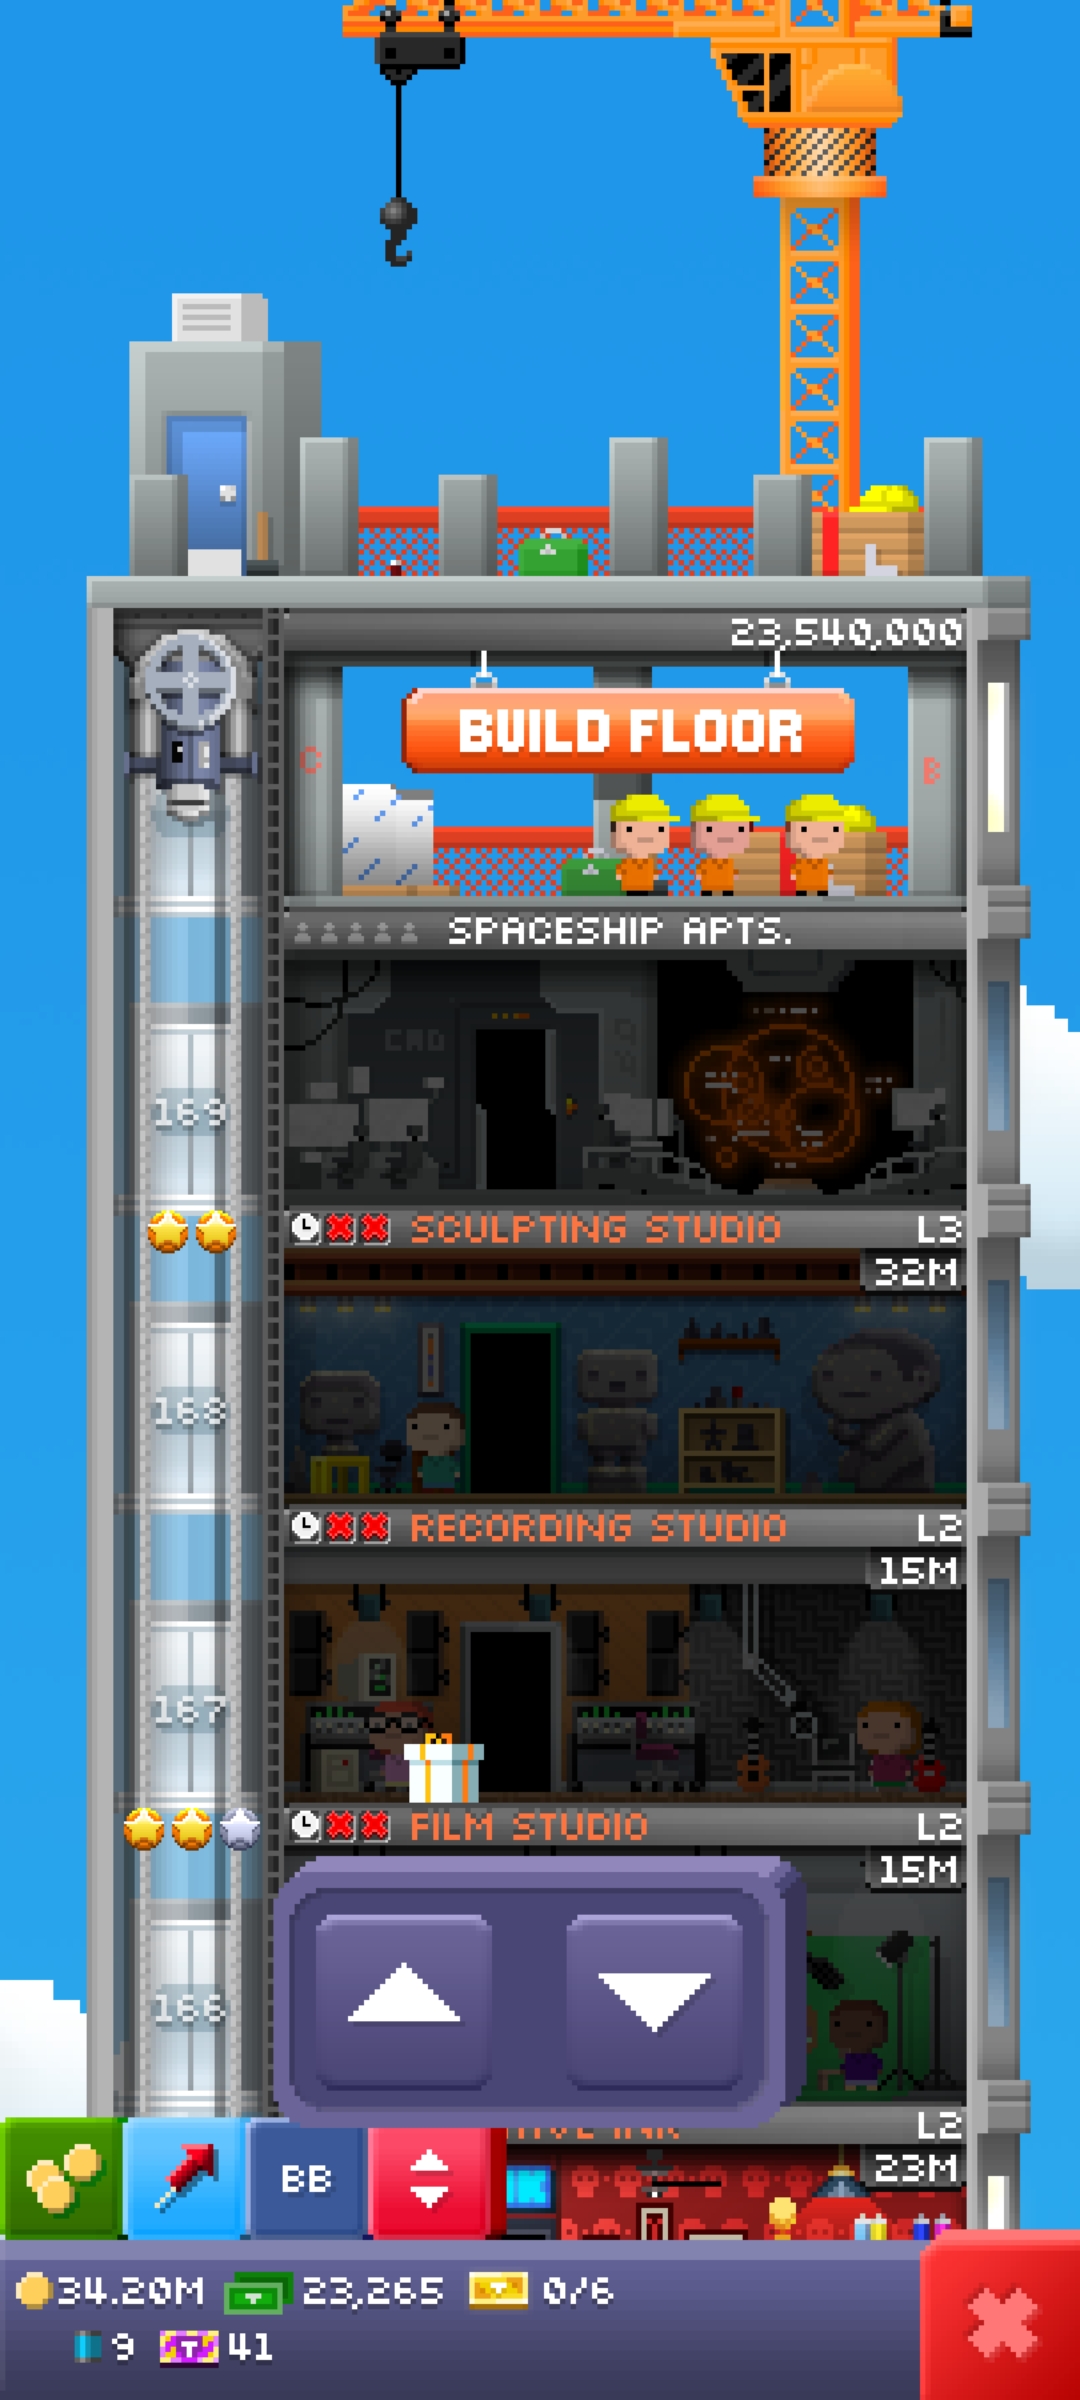 23,540,000
BUILD FLOOR
C
B
SPACESHIP APTS.
CMD
169
SCULPTING STUDIO L3
32M
168
RECORDING STUDIO L2
15M
167
FILM STUDIO L2
15M
166
L2
23M
BB
34.20M 23,265 0/6
9 T 41